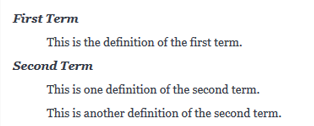 First Term
This is the definition of the first term.
Second Term
This is one definition of the second term.
This is another definition of the second term.